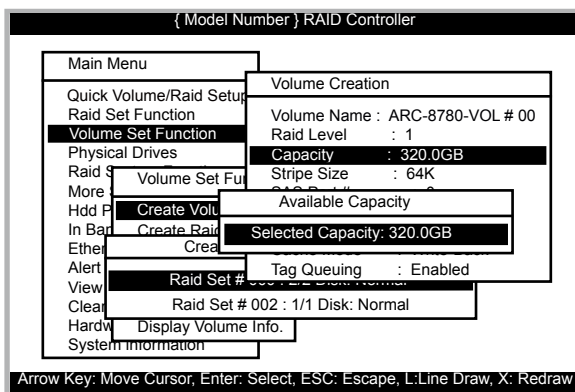 { Model Number } RAID Controller
Main Menu
Quick Volume/Raid Setup
Raid Set Function
Volume Set Function
Physical Drives
Raid
More
Hdd P
In Bar
Ether
Alert
View
Clear
Hardw
System Information
Volume Set Fun
Create Volu
Create Raid
Display Volume Info.
Crea
Raid Set # 
Raid Set # 002 : 1/1 Disk: Normal
Volume Creation
Volume Name : ARC-8780-VOL # 00
Raid Level : 1
Capacity : 320.0GB
Stripe Size : 64K
Tag Queuing : Enabled
Available Capacity
Selected Capacity: 320.0GB
Arrow Key: Move Cursor, Enter: Select, ESC: Escape, L:Line Draw, X: Redraw